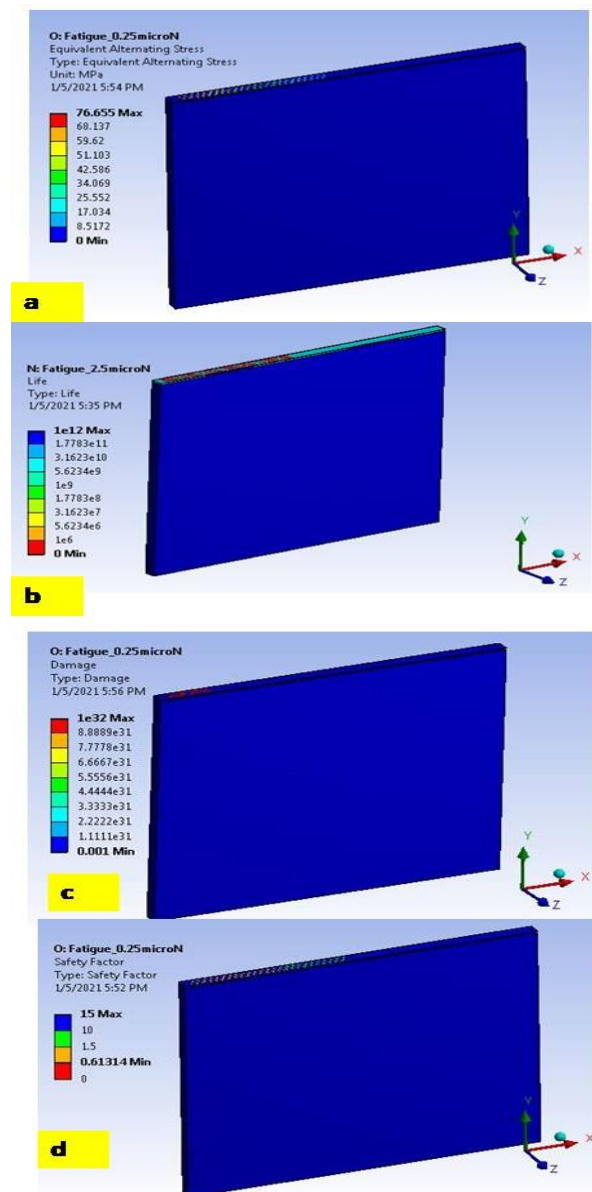 O: Fatigue_0.25microN
Equivalent Alternating Stress
Type: Equivalent Alternating Stress
Unit: MPa
1/5/2021 5:54 PM
76.655 Max
68.137
59.62
51.103
42.586
34.069
25.552
17.034
8.5172
0 Min
Y
X
Z
a
N: Fatigue_2.5microN
Life
Type: Life
1/5/2021 5:35 PM
1e12 Max
1.7783e11
3.1623e10
5.6234e9
1e9
1.7783e8
3.1623e7
5.6234e6
1e6
0 Min
Y
X
Z
b
O: Fatigue_0.25microN
Damage
Type: Damage
1/5/2021 5:56 PM
1e32 Max
8.8889e31
7.7778e31
6.6667e31
5.5556e31
4.4444e31
3.3333e31
2.2222e31
1.1111e31
0.001 Min
Y
X
Z
c
O: Fatigue_0.25microN
Safety Factor
Type: Safety Factor
1/5/2021 5:52 PM
15 Max
10
1.5
0.61314 Min
0
Y
X
Z
d